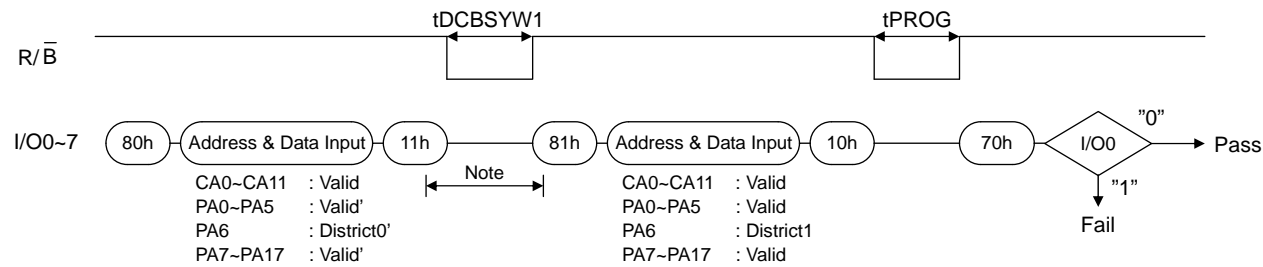 tDCBSYW1 tPROG
R/B̅
I/O0~7 80h Address & Data Input 11h 81h Address & Data Input 10h 70h I/O0 ”0” Pass
Note ”1”
CA0~CA11 : Valid CA0~CA11 : Valid
PA0~PA5 : Valid’ PA0~PA5 : Valid
PA6 : District0’ PA6 : District1
Fail
PA7~PA17 : Valid’ PA7~PA17 : Valid